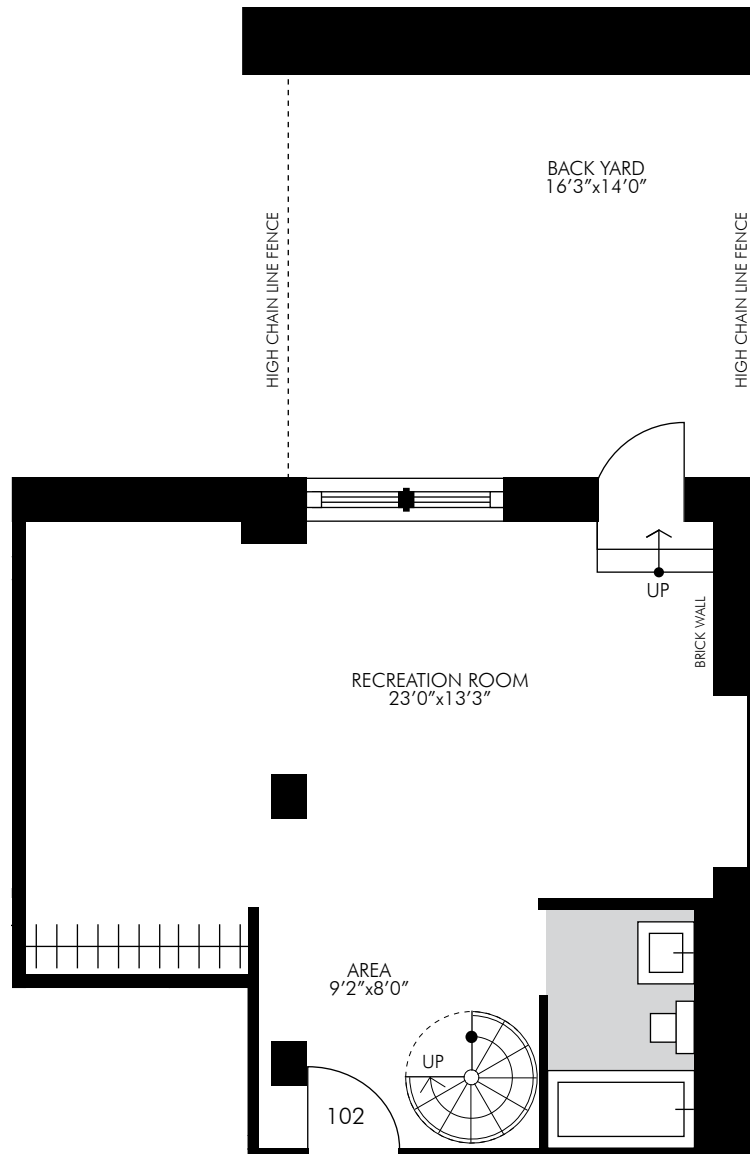 BACK YARD
16’3”x14’0”
HIGH CHAIN LINE FENCE
HIGH CHAIN LINE FENCE
UP
BRICK WALL
RECREATION ROOM
23’0”x13’3”
AREA
9’2”x8’0”
UP
102